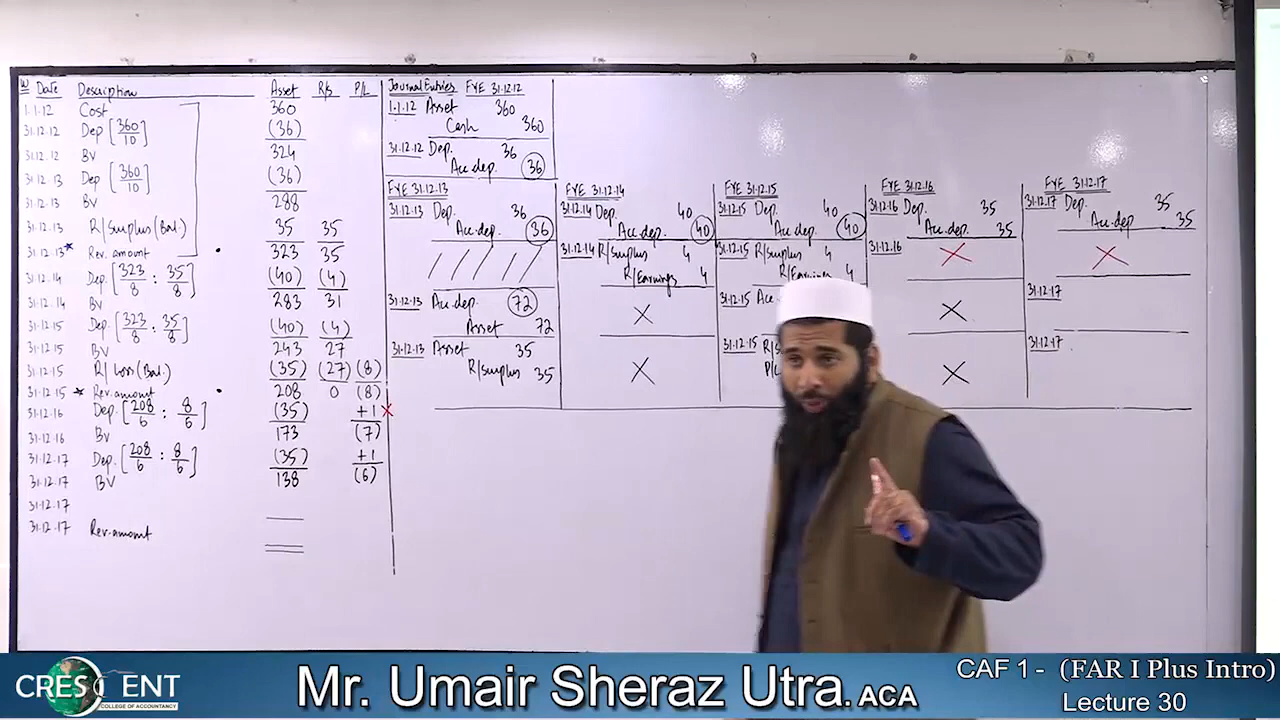 W Date Description Asset R/S P/L
1.1.12 Cost 360
31.12.12 Dep [360/10] (36)
31.12.12 BV 324
31.12.13 Dep [360/10] (36)
31.12.13 BV 288
31.12.13 R/Surplus (Bal.) 35 35
31.12.13* Rev. amount 323 35
31.12.14 Dep. [323/8 : 35/8] (40) (4)
31.12.14 BV 283 31
31.12.15 Dep [323/8 : 35/8] (40) (4)
31.12.15 BV 243 27
31.12.15 R/Loss (Bal.) (35) (27) (8)
31.12.15 * Rev. amount 208 0 (8)
31.12.16 Dep. [208/6 : 8/6] (35) +1 ×
31.12.16 BV 173 (7)
31.12.17 Dep. [208/6 : 8/6] (35) +1
31.12.17 BV 138 (6)
31.12.17
31.12.17 Rev. amount
Journal Entries FYE 31.12.12
1.1.12 Asset 360
Cash 360
31.12.12 Dep. 36
Acc. dep. 36
FYE 31.12.13
31.12.13 Dep. 36
Acc. dep. 36
31.12.13 Acc. dep. 72
Asset 72
31.12.13 Asset 35
R/Surplus 35
FYE 31.12.14
31.12.14 Dep. 40
Acc. dep. 40
31.12.14 R/Surplus 4
R/Earnings 4
X
X
FYE 31.12.15
31.12.15 Dep. 40
Acc. dep. 40
31.12.15 R/Surplus 4
R/Earnin 4
31.12.15 Acc
31.12.15 R/S
P/L
FYE 31.12.16
31.12.16 Dep. 35
Acc. dep. 35
31.12.16 X
X
X
FYE 31.12.17
31.12.17 Dep. 35
Acc. dep. 35
X
31.12.17
31.12.17
CRESCENT
COLLEGE OF ACCOUNTANCY
Mr. Umair Sheraz Utra. ACA
CAF 1 - (FAR I Plus Intro)
Lecture 30